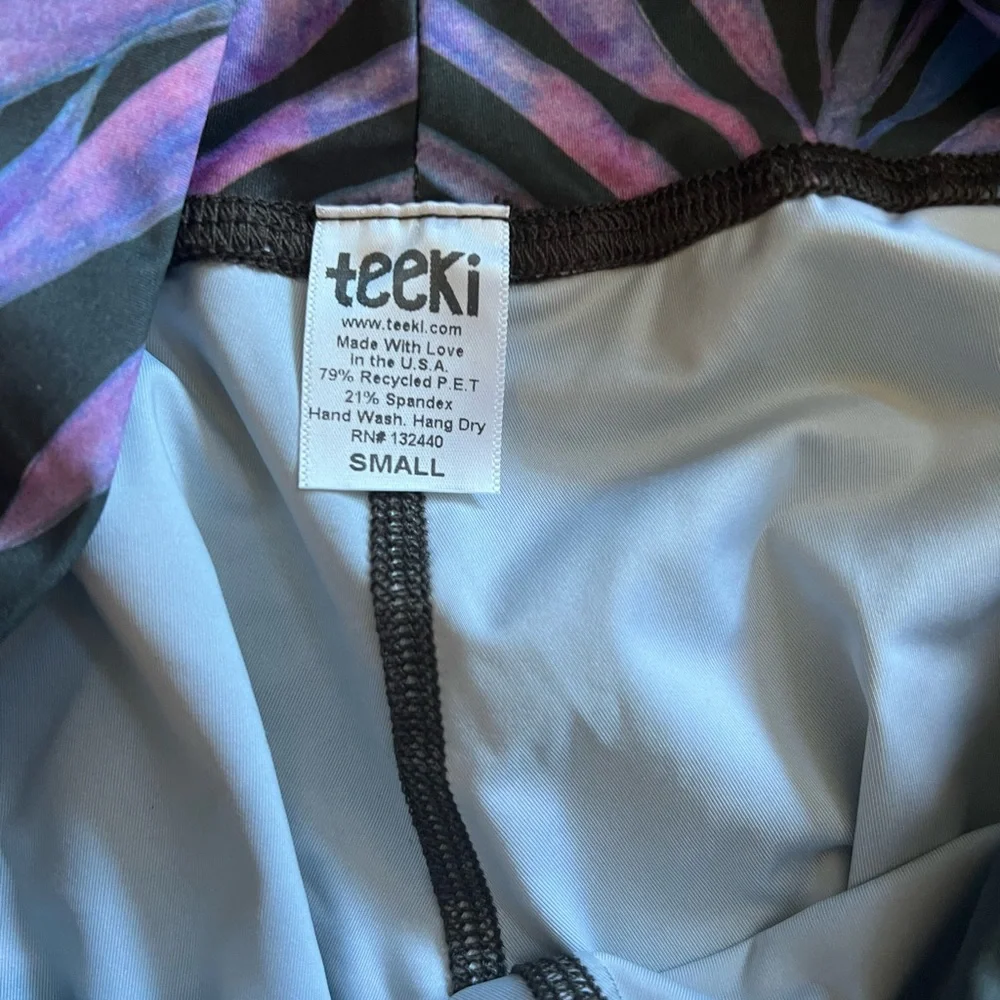 teeki
www.teeki.com
Made With Love
in the U.S.A.
79% Recycled P.E.T
21% Spandex
Hand Wash. Hang Dry
RN# 132440
SMALL